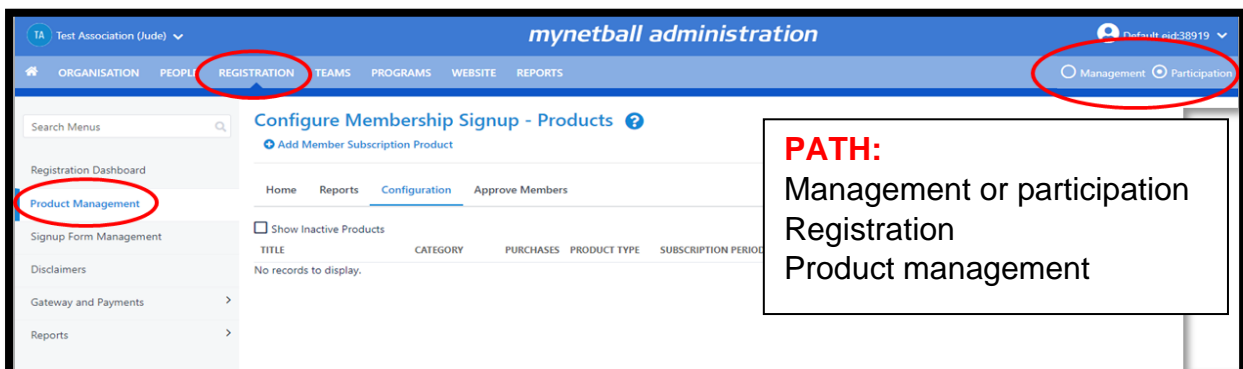 TA Test Association (Jude)
mynetball administration
Default eid:38919
ORGANISATION PEOPLE REGISTRATION TEAMS PROGRAMS WEBSITE REPORTS
Management Participation
Search Menus
Registration Dashboard
Product Management
Signup Form Management
Disclaimers
Gateway and Payments
Reports
Configure Membership Signup - Products ?
Add Member Subscription Product
Home Reports Configuration Approve Members
Show Inactive Products
TITLE CATEGORY PURCHASES PRODUCT TYPE SUBSCRIPTION PERIOD
No records to display.
PATH:
Management or participation
Registration
Product management